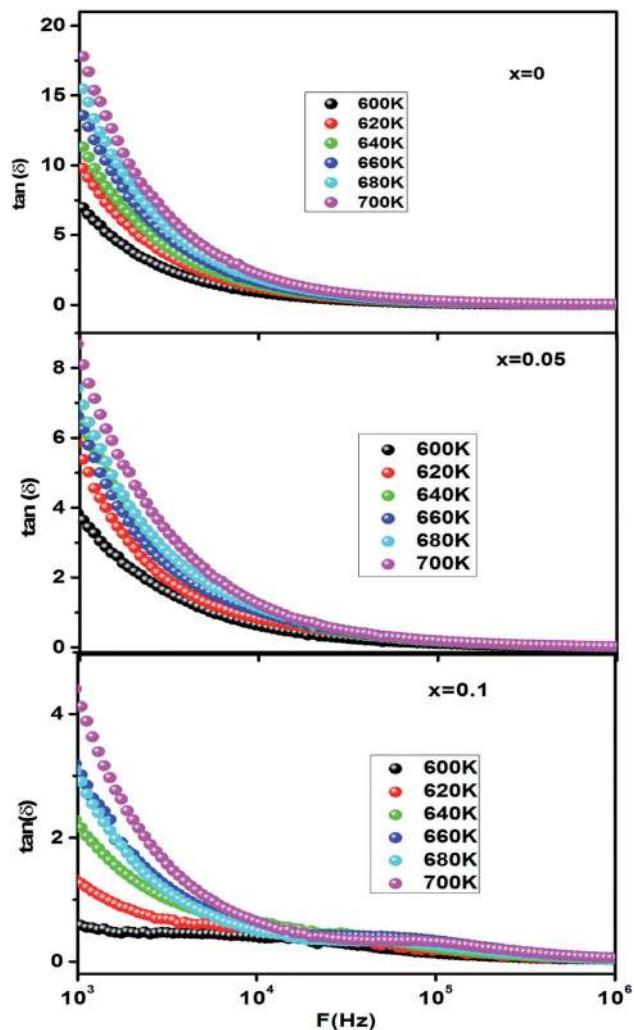 20
15
10
5
0
tan (δ)
x=0
600K
620K
640K
660K
680K
700K
8
6
4
2
0
tan (δ)
x=0.05
600K
620K
640K
660K
680K
700K
4
2
0
tan(δ)
x=0.1
600K
620K
640K
660K
680K
700K
10³ 10⁴ 10⁵ 10⁶
F(Hz)